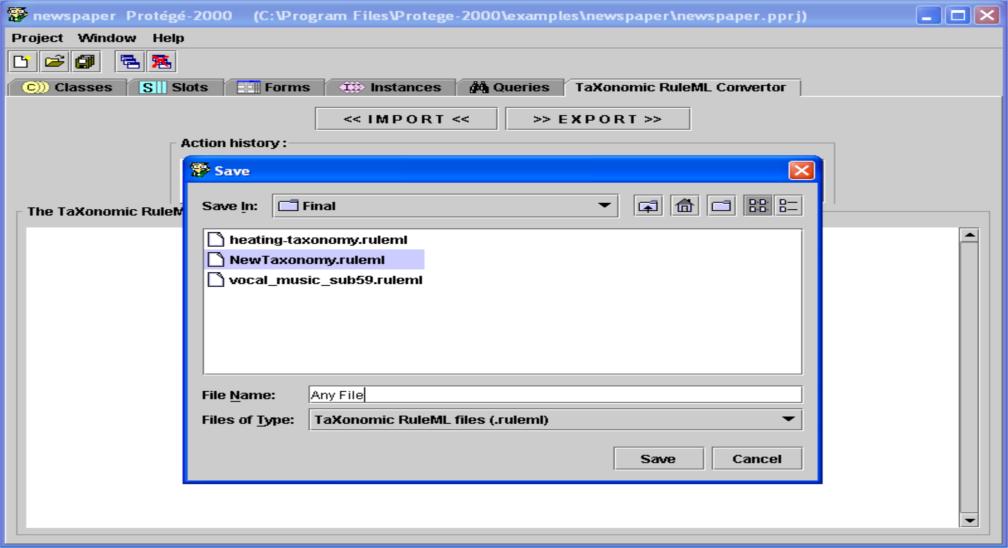 newspaper Protégé-2000 (C:\Program Files\Protege-2000\examples\newspaper\newspaper.pprj)
Project Window Help
C Classes S Slots Forms I Instances Queries TaXonomic RuleML Convertor
<< IMPORT << >> EXPORT >>
Action history :
Save
The TaXonomic RuleM
Save In: Final
heating-taxonomy.ruleml
NewTaxonomy.ruleml
vocal_music_sub59.ruleml
File Name: Any File
Files of Type: TaXonomic RuleML files (.ruleml)
Save Cancel